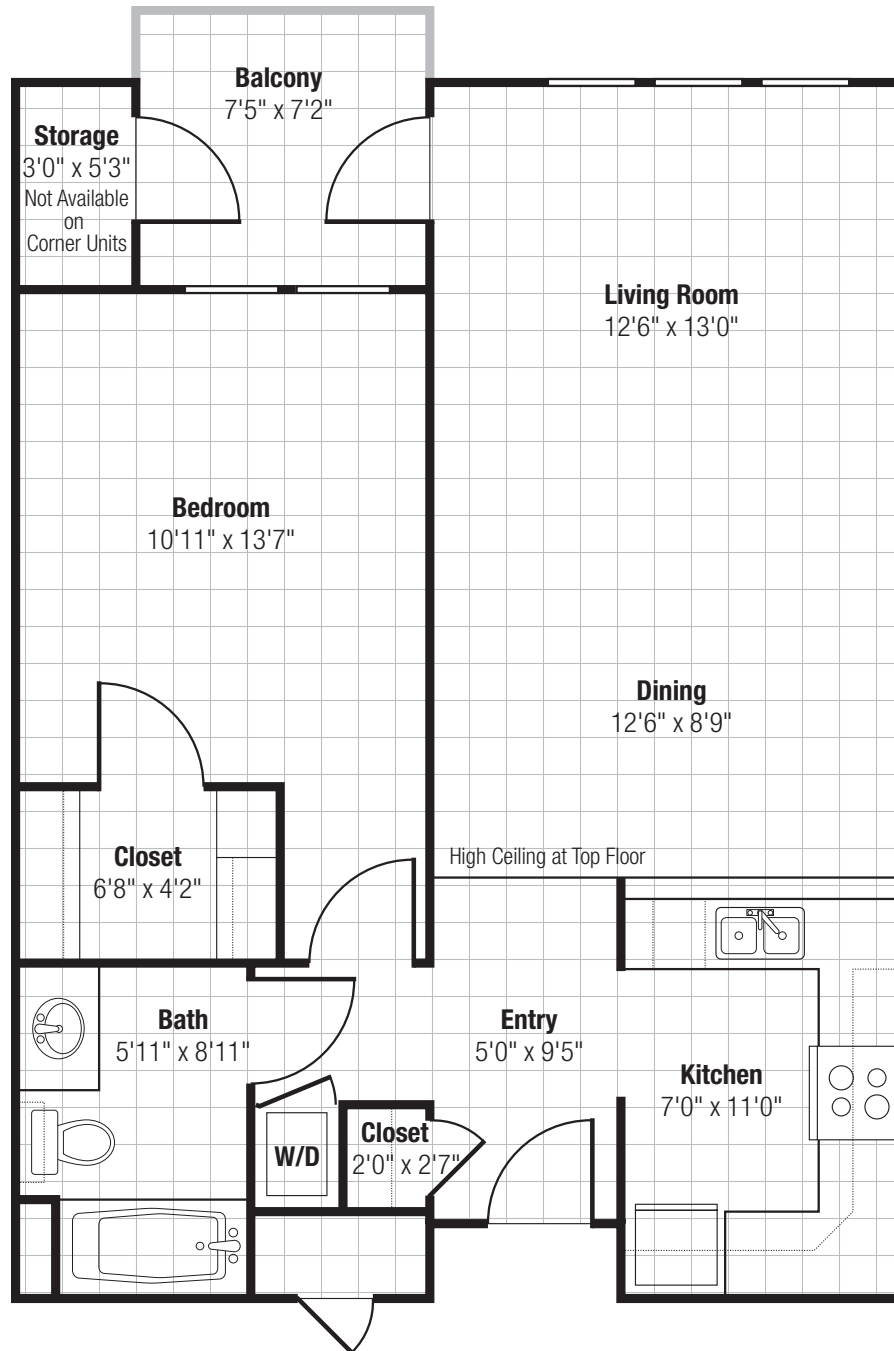 Balcony
7'5" x 7'2"
Storage
3'0" x 5'3"
Not Available
on
Corner Units
Living Room
12'6" x 13'0"
Bedroom
10'11" x 13'7"
Dining
12'6" x 8'9"
Closet
6'8" x 4'2"
High Ceiling at Top Floor
Bath
5'11" x 8'11"
Entry
5'0" x 9'5"
Kitchen
7'0" x 11'0"
W/D
Closet
2'0" x 2'7"